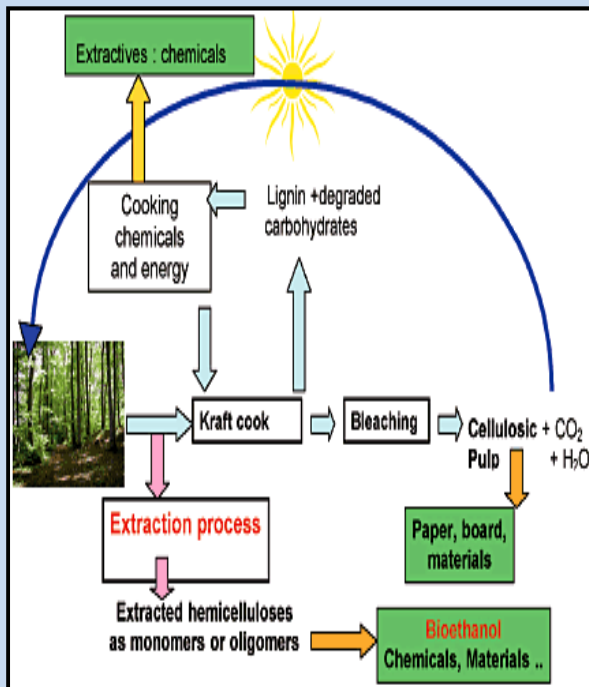 Extractives : chemicals
Cooking
chemicals
and energy
Lignin +degraded
carbohydrates
Kraft cook
Bleaching
Cellulosic + CO₂
Pulp + H₂O
Extraction process
Paper, board,
materials
Extracted hemicelluloses
as monomers or oligomers
Bioethanol
Chemicals, Materials ..